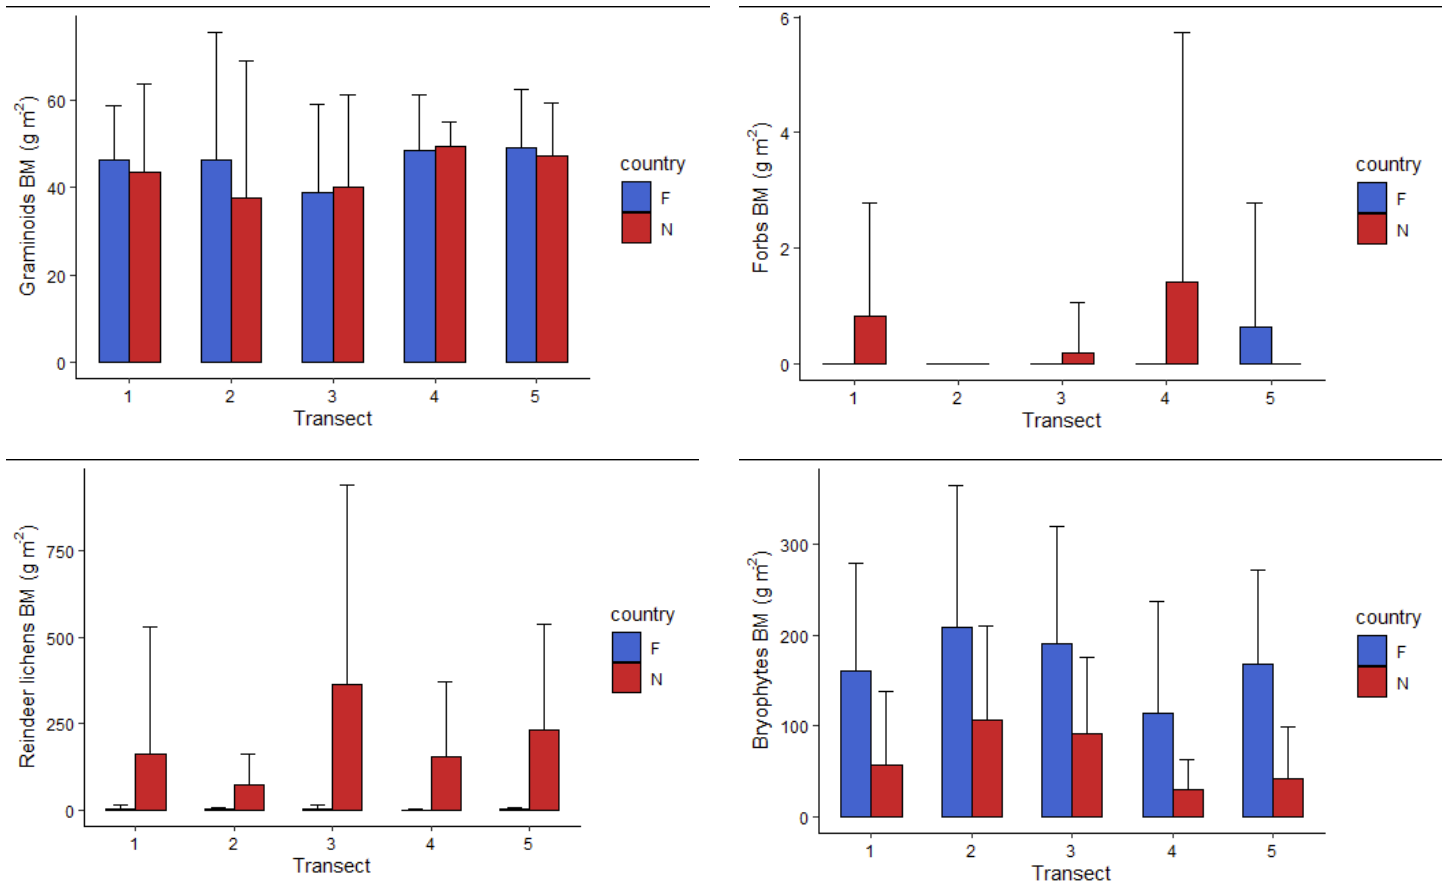 Graminoids BM (g m-2)
60
40
20
0
1 2 3 4 5
Transect
country
F
N
Forbs BM (g m-2)
6
4
2
0
1 2 3 4 5
Transect
country
F
N
Reindeer lichens BM (g m-2)
750
500
250
0
1 2 3 4 5
Transect
country
F
N
Bryophytes BM (g m-2)
300
200
100
0
1 2 3 4 5
Transect
country
F
N